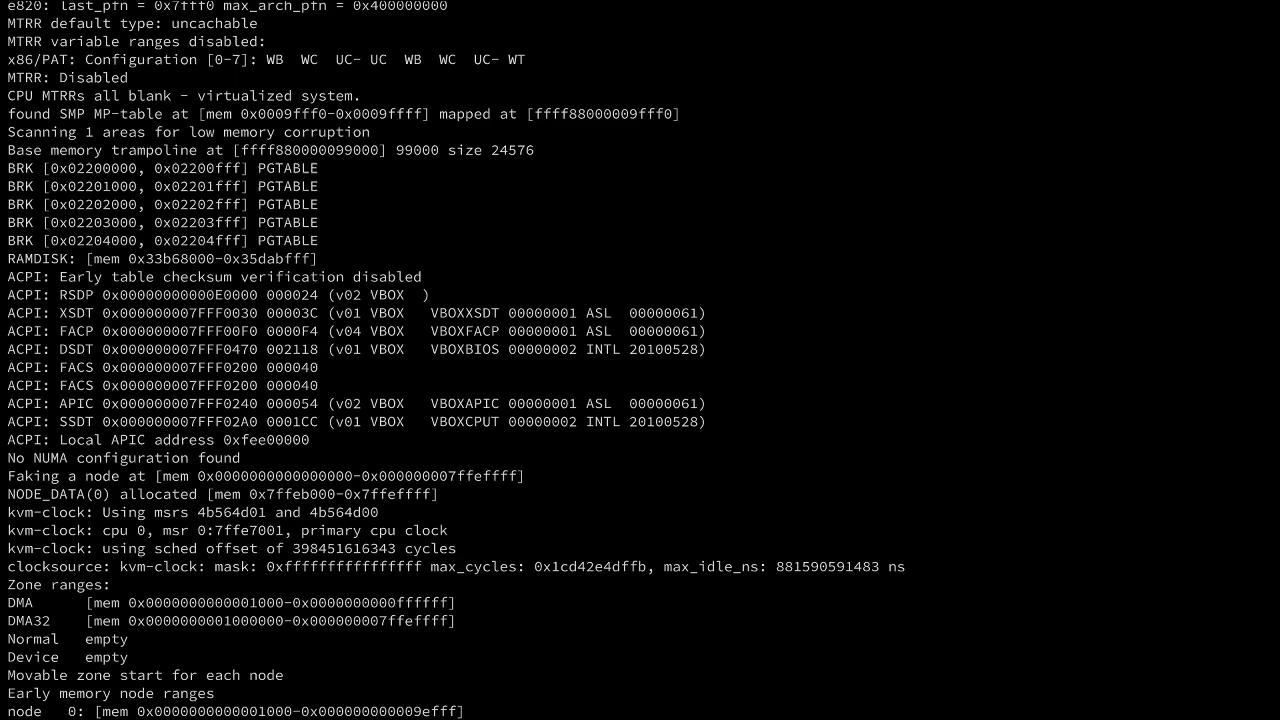 e820: last_pfn = 0x7fff0 max_arch_pfn = 0x400000000
MTRR default type: uncachable
MTRR variable ranges disabled:
x86/PAT: Configuration [0-7]: WB  WC  UC- UC  WB  WC  UC- WT
MTRR: Disabled
CPU MTRRs all blank - virtualized system.
found SMP MP-table at [mem 0x0009fff0-0x0009ffff] mapped at [ffff88000009fff0]
Scanning 1 areas for low memory corruption
Base memory trampoline at [ffff880000099000] 99000 size 24576
BRK [0x02200000, 0x02200fff] PGTABLE
BRK [0x02201000, 0x02201fff] PGTABLE
BRK [0x02202000, 0x02202fff] PGTABLE
BRK [0x02203000, 0x02203fff] PGTABLE
BRK [0x02204000, 0x02204fff] PGTABLE
RAMDISK: [mem 0x33b68000-0x35dabfff]
ACPI: Early table checksum verification disabled
ACPI: RSDP 0x00000000000E0000 000024 (v02 VBOX  )
ACPI: XSDT 0x000000007FFF0030 00003C (v01 VBOX   VBOXXSDT 00000001 ASL  00000061)
ACPI: FACP 0x000000007FFF00F0 0000F4 (v04 VBOX   VBOXFACP 00000001 ASL  00000061)
ACPI: DSDT 0x000000007FFF0470 002118 (v01 VBOX   VBOXBIOS 00000002 INTL 20100528)
ACPI: FACS 0x000000007FFF0200 000040
ACPI: FACS 0x000000007FFF0200 000040
ACPI: APIC 0x000000007FFF0240 000054 (v02 VBOX   VBOXAPIC 00000001 ASL  00000061)
ACPI: SSDT 0x000000007FFF02A0 0001CC (v01 VBOX   VBOXCPUT 00000002 INTL 20100528)
ACPI: Local APIC address 0xfee00000
No NUMA configuration found
Faking a node at [mem 0x0000000000000000-0x000000007ffeffff]
NODE_DATA(0) allocated [mem 0x7ffeb000-0x7ffeffff]
kvm-clock: Using msrs 4b564d01 and 4b564d00
kvm-clock: cpu 0, msr 0:7ffe7001, primary cpu clock
kvm-clock: using sched offset of 398451616343 cycles
clocksource: kvm-clock: mask: 0xffffffffffffffff max_cycles: 0x1cd42e4dffb, max_idle_ns: 881590591483 ns
Zone ranges:
DMA      [mem 0x0000000000001000-0x0000000000ffffff]
DMA32    [mem 0x0000000001000000-0x000000007ffeffff]
Normal   empty
Device   empty
Movable zone start for each node
Early memory node ranges
node   0: [mem 0x0000000000001000-0x000000000009efff]